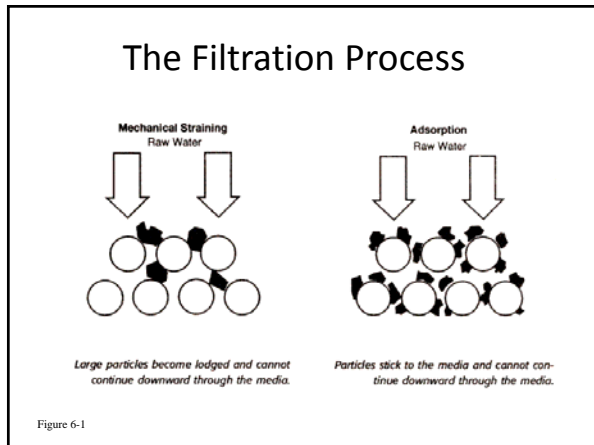 The Filtration Process
Mechanical Straining
Raw Water
Adsorption
Raw Water
Large particles become lodged and cannot
continue downward through the media.
Particles stick to the media and cannot con-
tinue downward through the media.
Figure 6-1